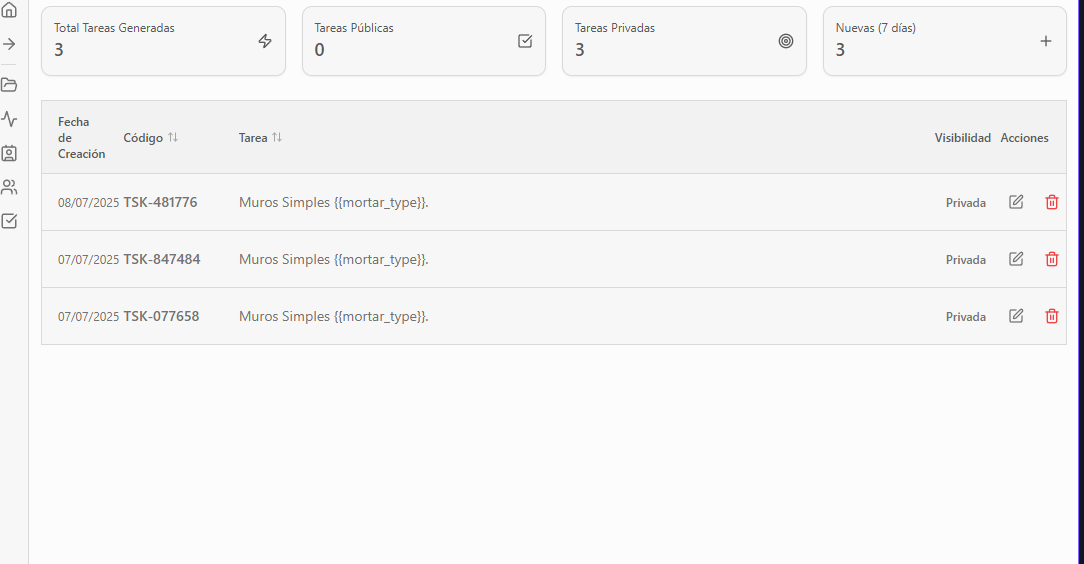 Total Tareas Generadas
3
Tareas Públicas
0
Tareas Privadas
3
Nuevas (7 días)
3
Fecha de Creación Código Tarea Visibilidad Acciones
08/07/2025 TSK-481776 Muros Simples {{mortar_type}}. Privada
07/07/2025 TSK-847484 Muros Simples {{mortar_type}}. Privada
07/07/2025 TSK-077658 Muros Simples {{mortar_type}}. Privada